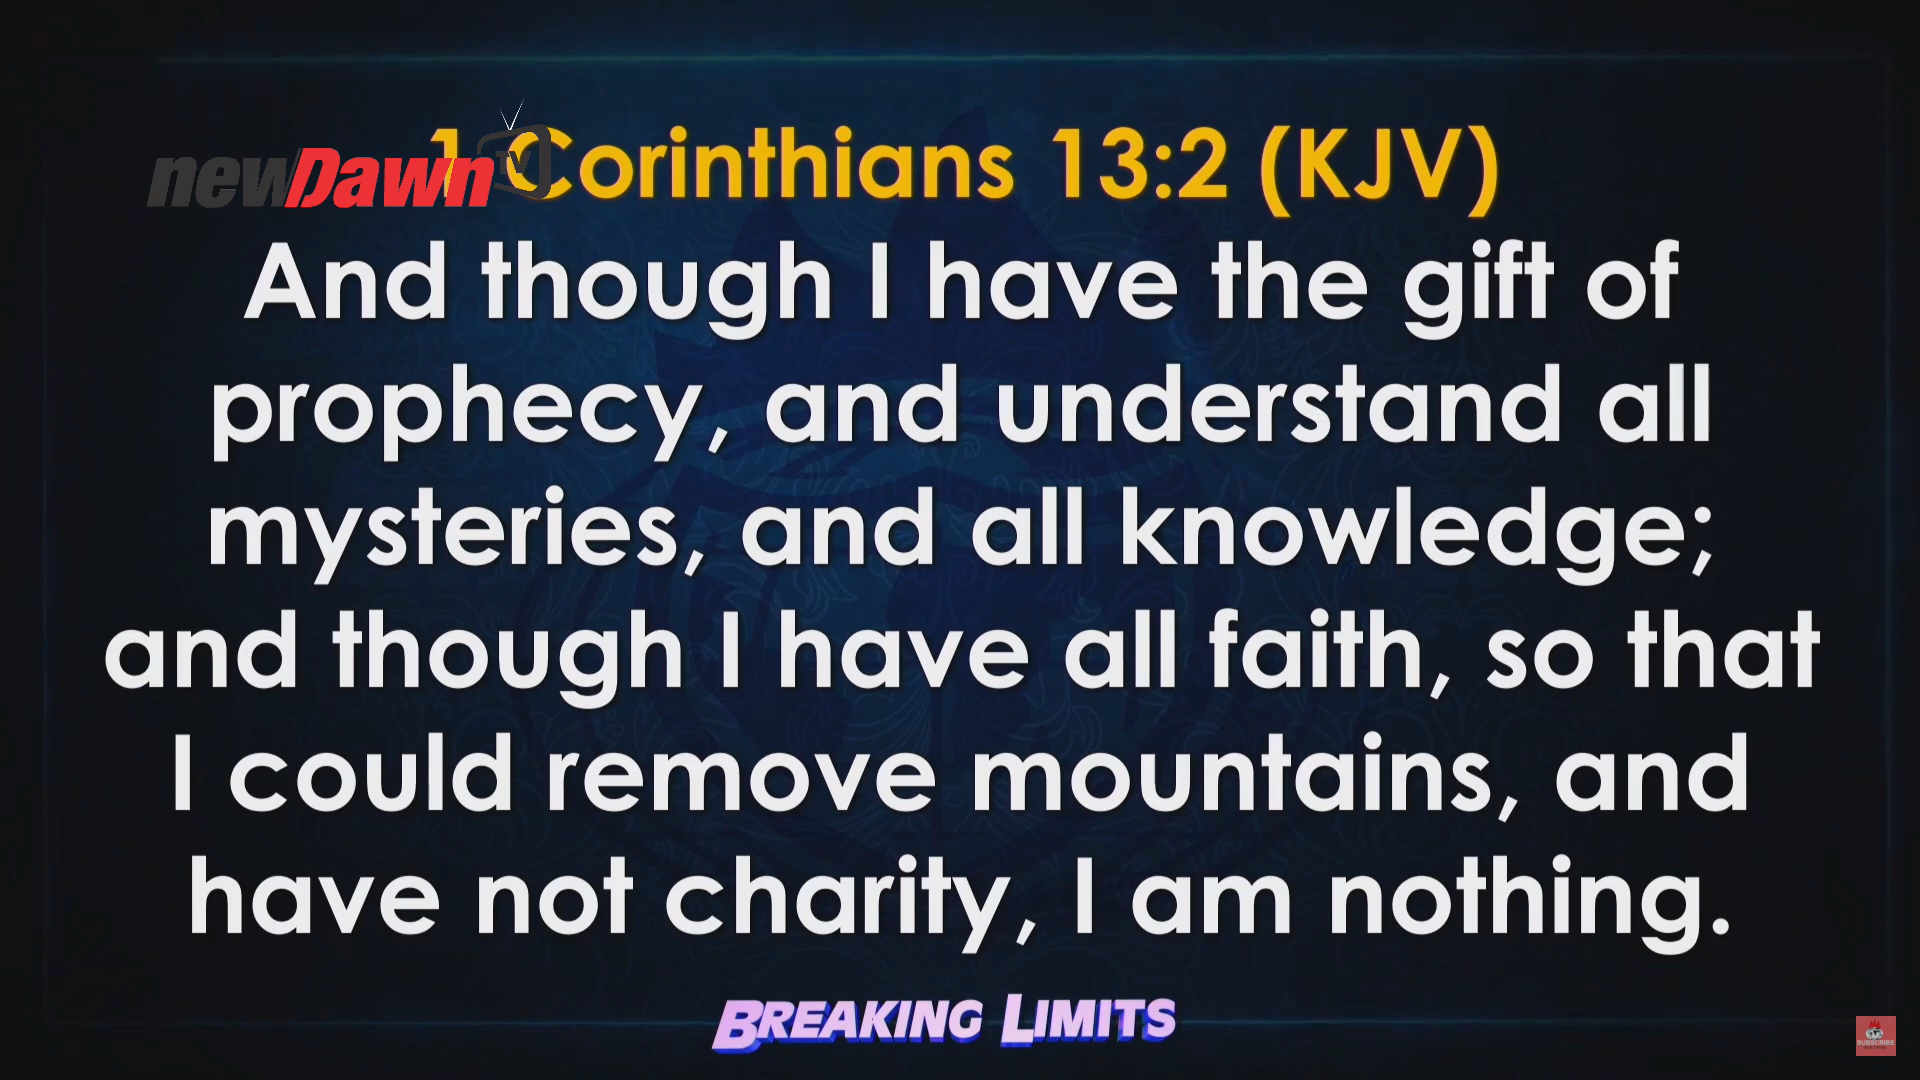 newDawn TV
1 Corinthians 13:2 (KJV)
And though I have the gift of
prophecy, and understand all
mysteries, and all knowledge;
and though I have all faith, so that
I could remove mountains, and
have not charity, I am nothing.
BREAKING LIMITS
SUBSCRIBE